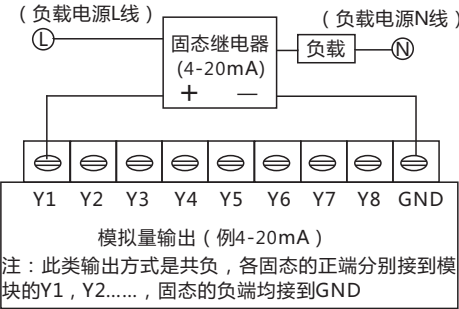 （负载电源L线）
（负载电源N线）
L
固态继电器
(4-20mA)
+ —
负载
N
Y1 Y2 Y3 Y4 Y5 Y6 Y7 Y8 GND
模拟量输出（例4-20mA）
注：此类输出方式是共负，各固态的正端分别接到模
块的Y1，Y2......，固态的负端均接到GND